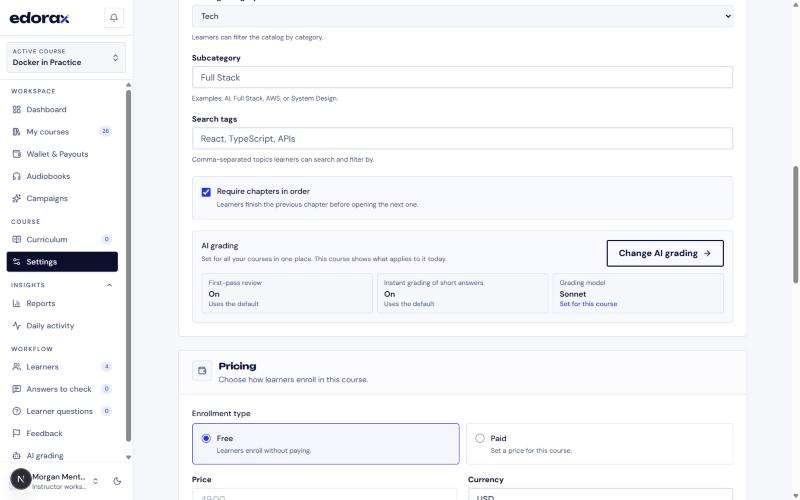 edorax
ACTIVE COURSE
Docker in Practice
WORKSPACE
Dashboard
My courses 26
Wallet & Payouts
Audiobooks
Campaigns
COURSE
Curriculum 0
Settings
INSIGHTS
Reports
Daily activity
WORKFLOW
Learners 4
Answers to check 0
Learner questions 0
Feedback
AI grading
N
Morgan Ment...
Instructor works...
Tech
Learners can filter the catalog by category.
Subcategory
Full Stack
Examples: AI, Full Stack, AWS, or System Design.
Search tags
React, TypeScript, APIs
Comma-separated topics learners can search and filter by.
Require chapters in order
Learners finish the previous chapter before opening the next one.
AI grading
Set for all your courses in one place. This course shows what applies to it today.
Change AI grading →
First-pass review
On
Uses the default
Instant grading of short answers
On
Uses the default
Grading model
Sonnet
Set for this course
Pricing
Choose how learners enroll in this course.
Enrollment type
Free
Learners enroll without paying.
Paid
Set a price for this course.
Price
49.00
Currency
USD